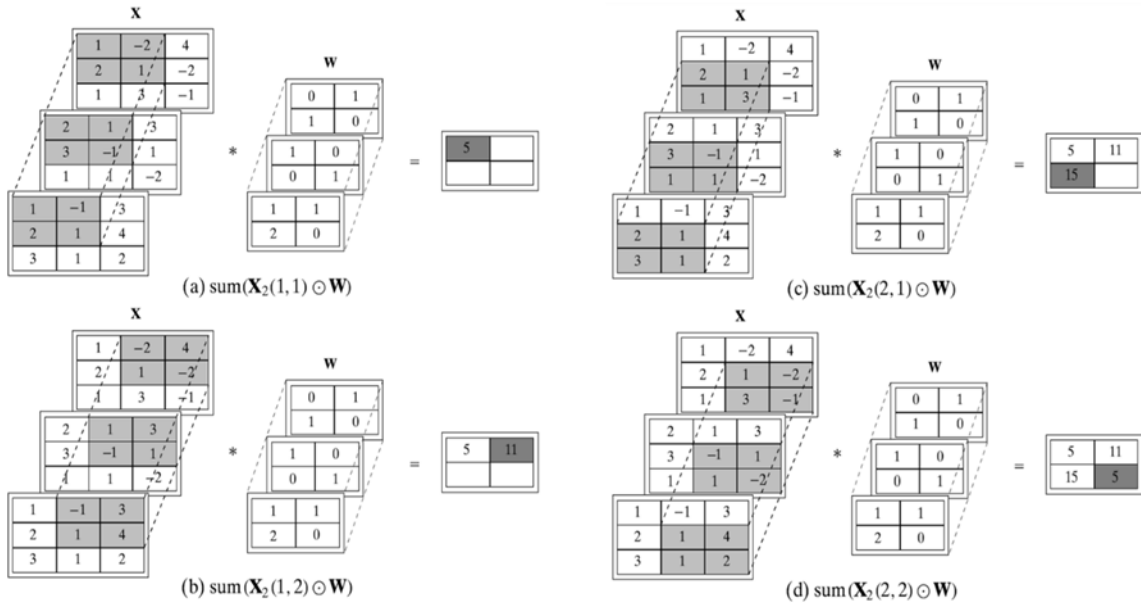 X
1 −2 4
2 1 −2
1 3 −1
2 1 3
3 −1 1
1 1 −2
1 −1 3
2 1 4
3 1 2
*
W
0 1
1 0
1 0
0 1
1 1
2 0
=
5
(a) sum(X₂(1,1) ⊙ W)
X
1 −2 4
2 1 −2
1 3 −1
2 1 3
3 −1 1
1 1 −2
1 −1 3
2 1 4
3 1 2
*
W
0 1
1 0
1 0
0 1
1 1
2 0
=
5 11
(b) sum(X₂(1,2) ⊙ W)
X
1 −2 4
2 1 −2
1 3 −1
2 1 3
3 −1 1
1 1 −2
1 −1 3
2 1 4
3 1 2
*
W
0 1
1 0
1 0
0 1
1 1
2 0
=
5 11
15
(c) sum(X₂(2,1) ⊙ W)
X
1 −2 4
2 1 −2
1 3 −1
2 1 3
3 −1 1
1 1 −2
1 −1 3
2 1 4
3 1 2
*
W
0 1
1 0
1 0
0 1
1 1
2 0
=
5 11
15 5
(d) sum(X₂(2,2) ⊙ W)